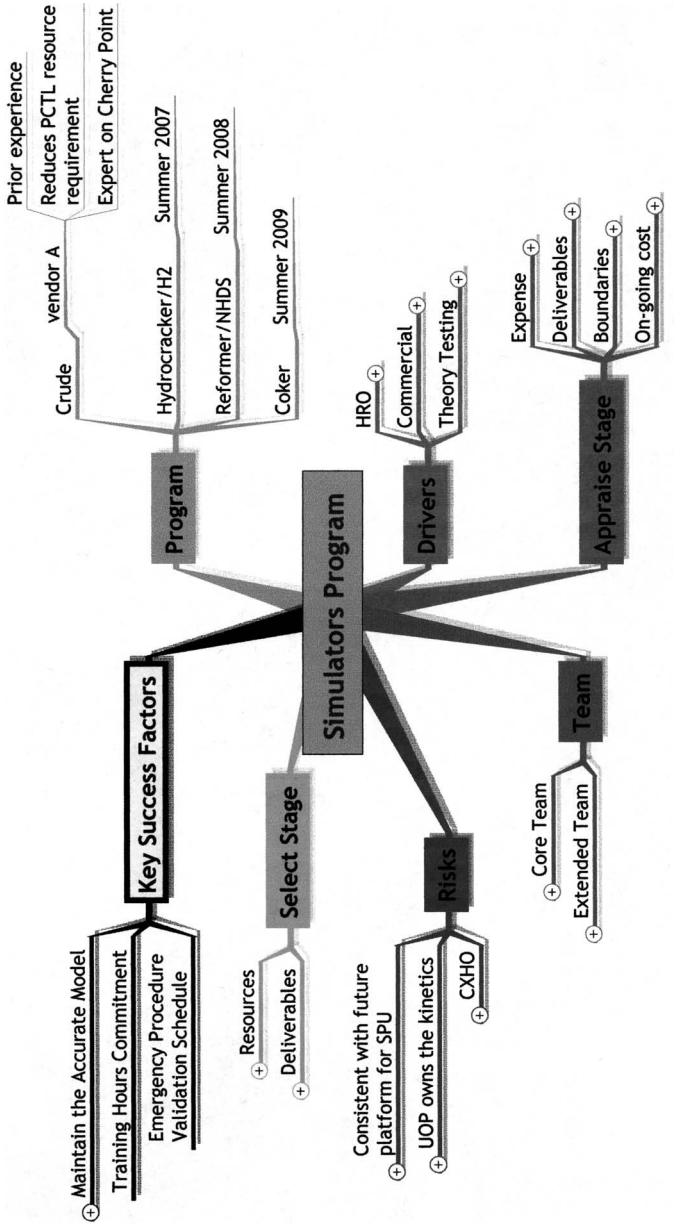 Simulators Program
Key Success Factors
Maintain the Accurate Model
Training Hours Commitment
Emergency Procedure
Validation Schedule
Select Stage
Resources
Deliverables
Risks
Consistent with future
platform for SPU
UOP owns the kinetics
CXHO
Team
Core Team
Extended Team
Program
Crude
vendor A
Prior experience
Reduces PCTL resource
requirement
Expert on Cherry Point
Hydrocracker/H2
Summer 2007
Reformer/NHDS
Summer 2008
Coker
Summer 2009
Drivers
HRO
Commercial
Theory Testing
Appraise Stage
Expense
Deliverables
Boundaries
On-going cost